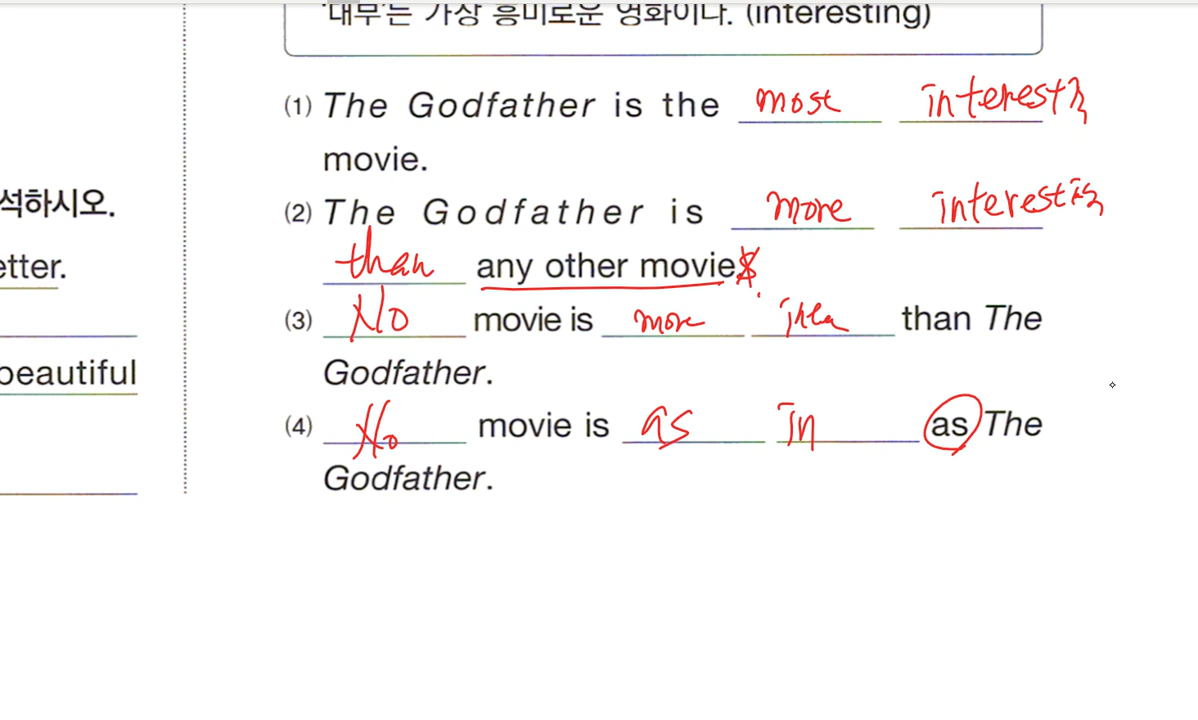 '대부'는 가장 흥미로운 영화이다. (interesting)
(1) The Godfather is the most interesting
movie.
석하시오.
(2) The Godfather is more interesting
etter.
than any other movies.
(3) No movie is more than The
beautiful
Godfather.
(4) No movie is as in as The
Godfather.